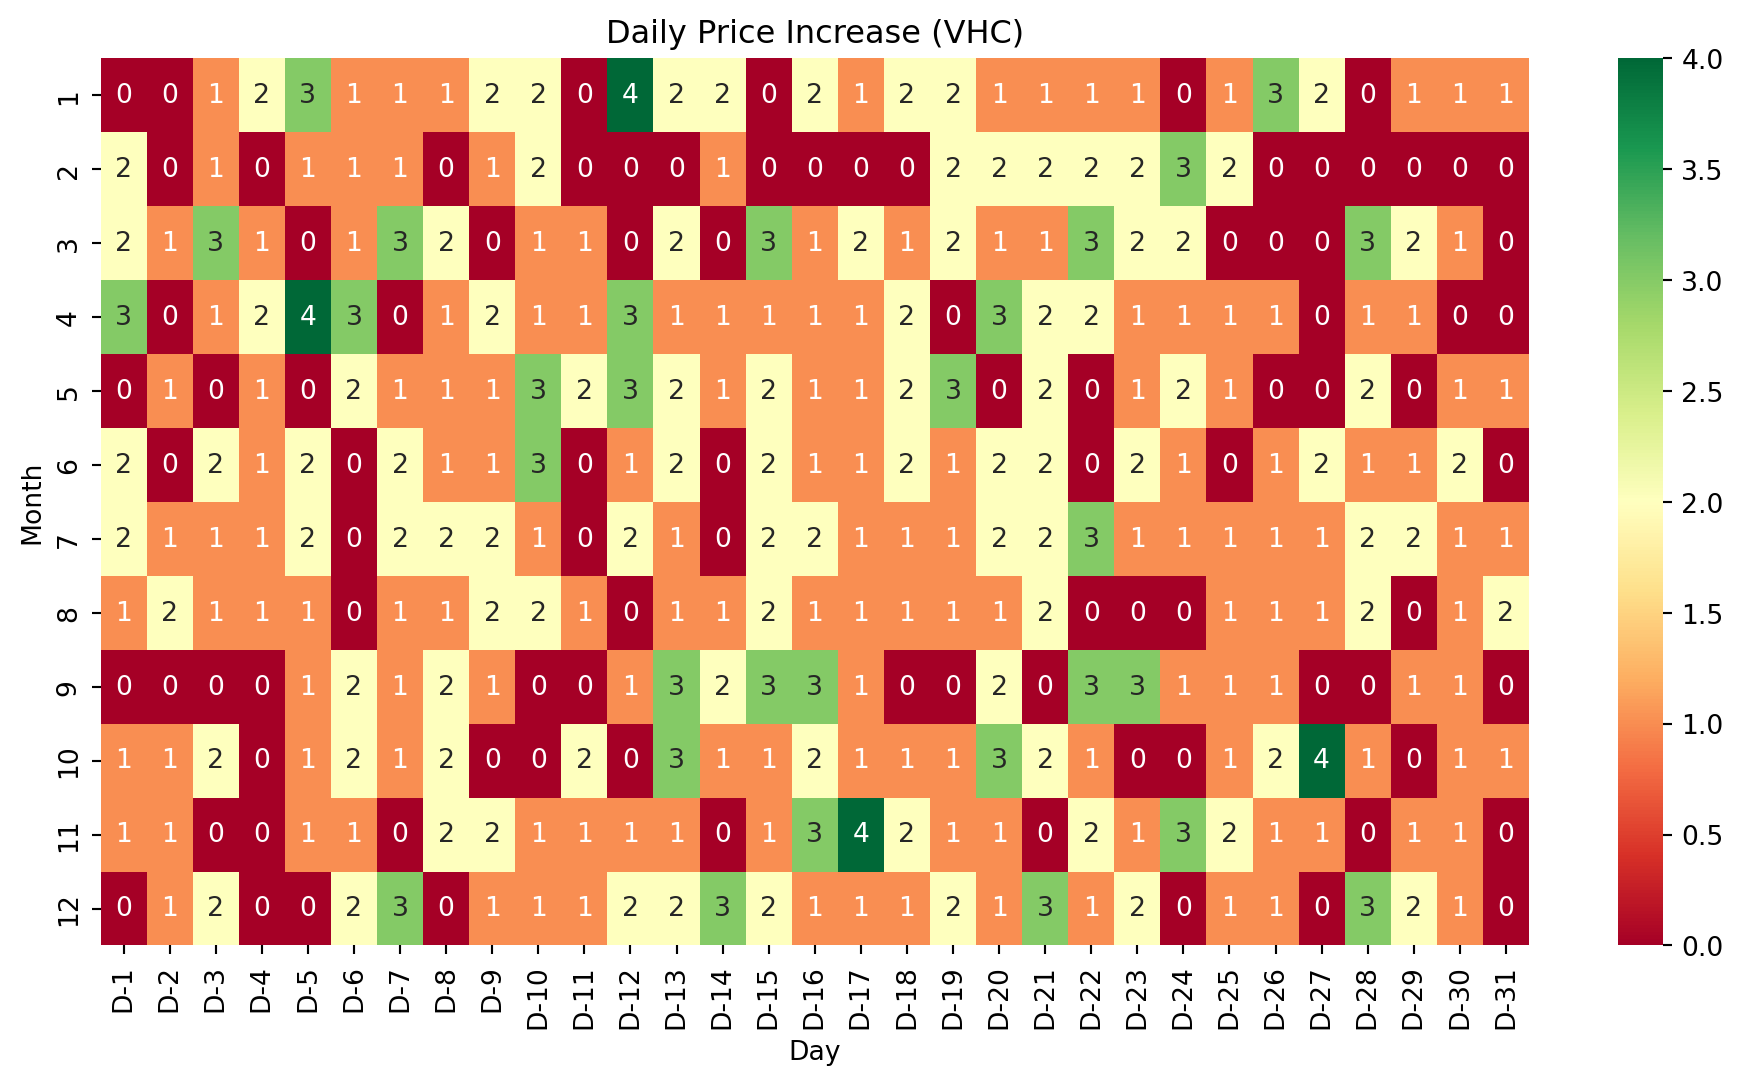 Daily Price Increase (VHC)
1 0 0 1 2 3 1 1 1 2 2 0 4 2 2 0 2 1 2 2 1 1 1 1 0 1 3 2 0 1 1 1
2 2 0 1 0 1 1 1 0 1 2 0 0 0 1 0 0 0 0 2 2 2 2 2 3 2 0 0 0 0 0 0
3 2 1 3 1 0 1 3 2 0 1 1 0 2 0 3 1 2 1 2 1 1 3 2 2 0 0 0 3 2 1 0
4 3 0 1 2 4 3 0 1 2 1 1 3 1 1 1 1 1 2 0 3 2 2 1 1 1 1 0 1 1 0 0
5 0 1 0 1 0 2 1 1 1 3 2 3 2 1 2 1 1 2 3 0 2 0 1 2 1 0 0 2 0 1 1
6 2 0 2 1 2 0 2 1 1 3 0 1 2 0 2 1 1 2 1 2 2 0 2 1 0 1 2 1 1 2 0
7 2 1 1 1 2 0 2 2 2 1 0 2 1 0 2 2 1 1 1 2 2 3 1 1 1 1 1 2 2 1 1
8 1 2 1 1 1 0 1 1 2 2 1 0 1 1 2 1 1 1 1 1 2 0 0 0 1 1 1 2 0 1 2
9 0 0 0 0 1 2 1 2 1 0 0 1 3 2 3 3 1 0 0 2 0 3 3 1 1 1 0 0 1 1 0
10 1 1 2 0 1 2 1 2 0 0 2 0 3 1 1 2 1 1 1 3 2 1 0 0 1 2 4 1 0 1 1
11 1 1 0 0 1 1 0 2 2 1 1 1 1 0 1 3 4 2 1 1 0 2 1 3 2 1 1 0 1 1 0
12 0 1 2 0 0 2 3 0 1 1 1 2 2 3 2 1 1 1 2 1 3 1 2 0 1 1 0 3 2 1 0
Month
D-1 D-2 D-3 D-4 D-5 D-6 D-7 D-8 D-9 D-10 D-11 D-12 D-13 D-14 D-15 D-16 D-17 D-18 D-19 D-20 D-21 D-22 D-23 D-24 D-25 D-26 D-27 D-28 D-29 D-30 D-31
Day
4.0
3.5
3.0
2.5
2.0
1.5
1.0
0.5
0.0